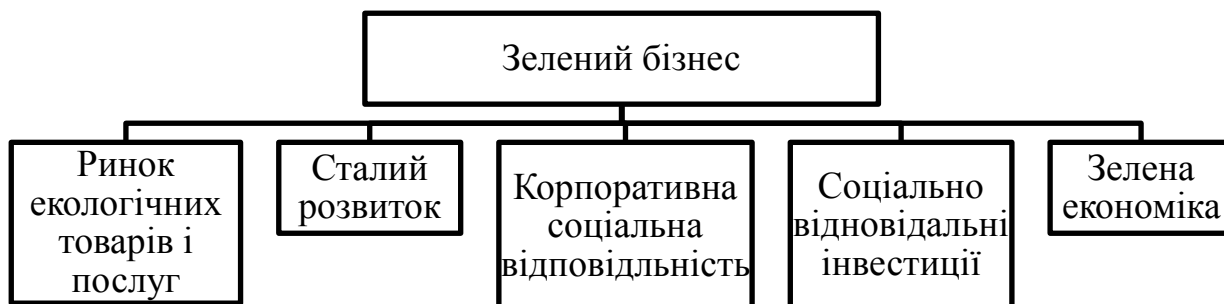 Зелений бізнес
Ринок
екологічних
товарів і
послуг
Сталий
розвиток
Корпоративна
соціальна
відповідльність
Соціально
відновідальні
інвестиції
Зелена
економіка